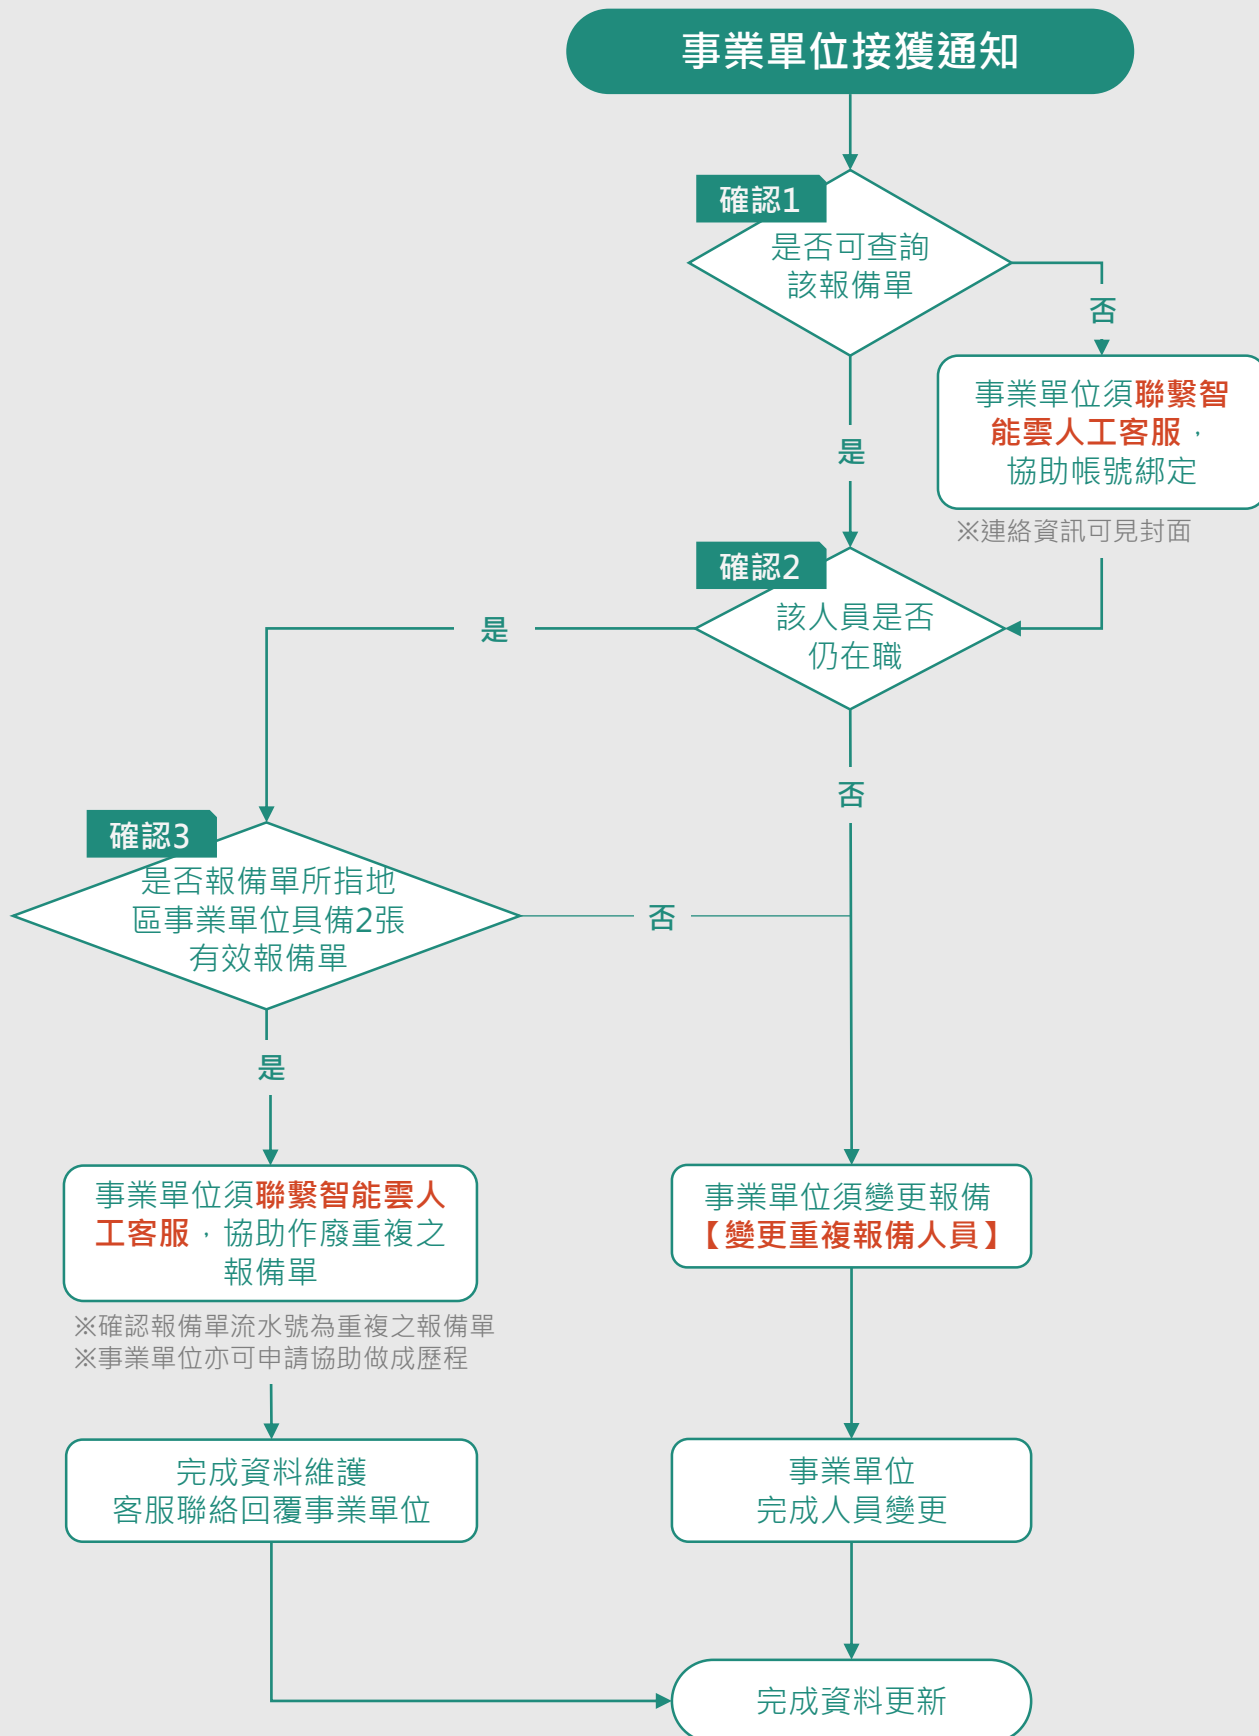 事業單位接獲通知
確認1
是否可查詢
該報備單
否
事業單位須聯繫智
能雲人工客服，
協助帳號綁定
※連絡資訊可見封面
是
確認2
該人員是否
仍在職
是
否
確認3
是否報備單所指地
區事業單位具備2張
有效報備單
否
是
事業單位須聯繫智能雲人
工客服，協助作廢重複之
報備單
※確認報備單流水號為重複之報備單
※事業單位亦可申請協助做成歷程
事業單位須變更報備
【變更重複報備人員】
完成資料維護
客服聯絡回覆事業單位
事業單位
完成人員變更
完成資料更新